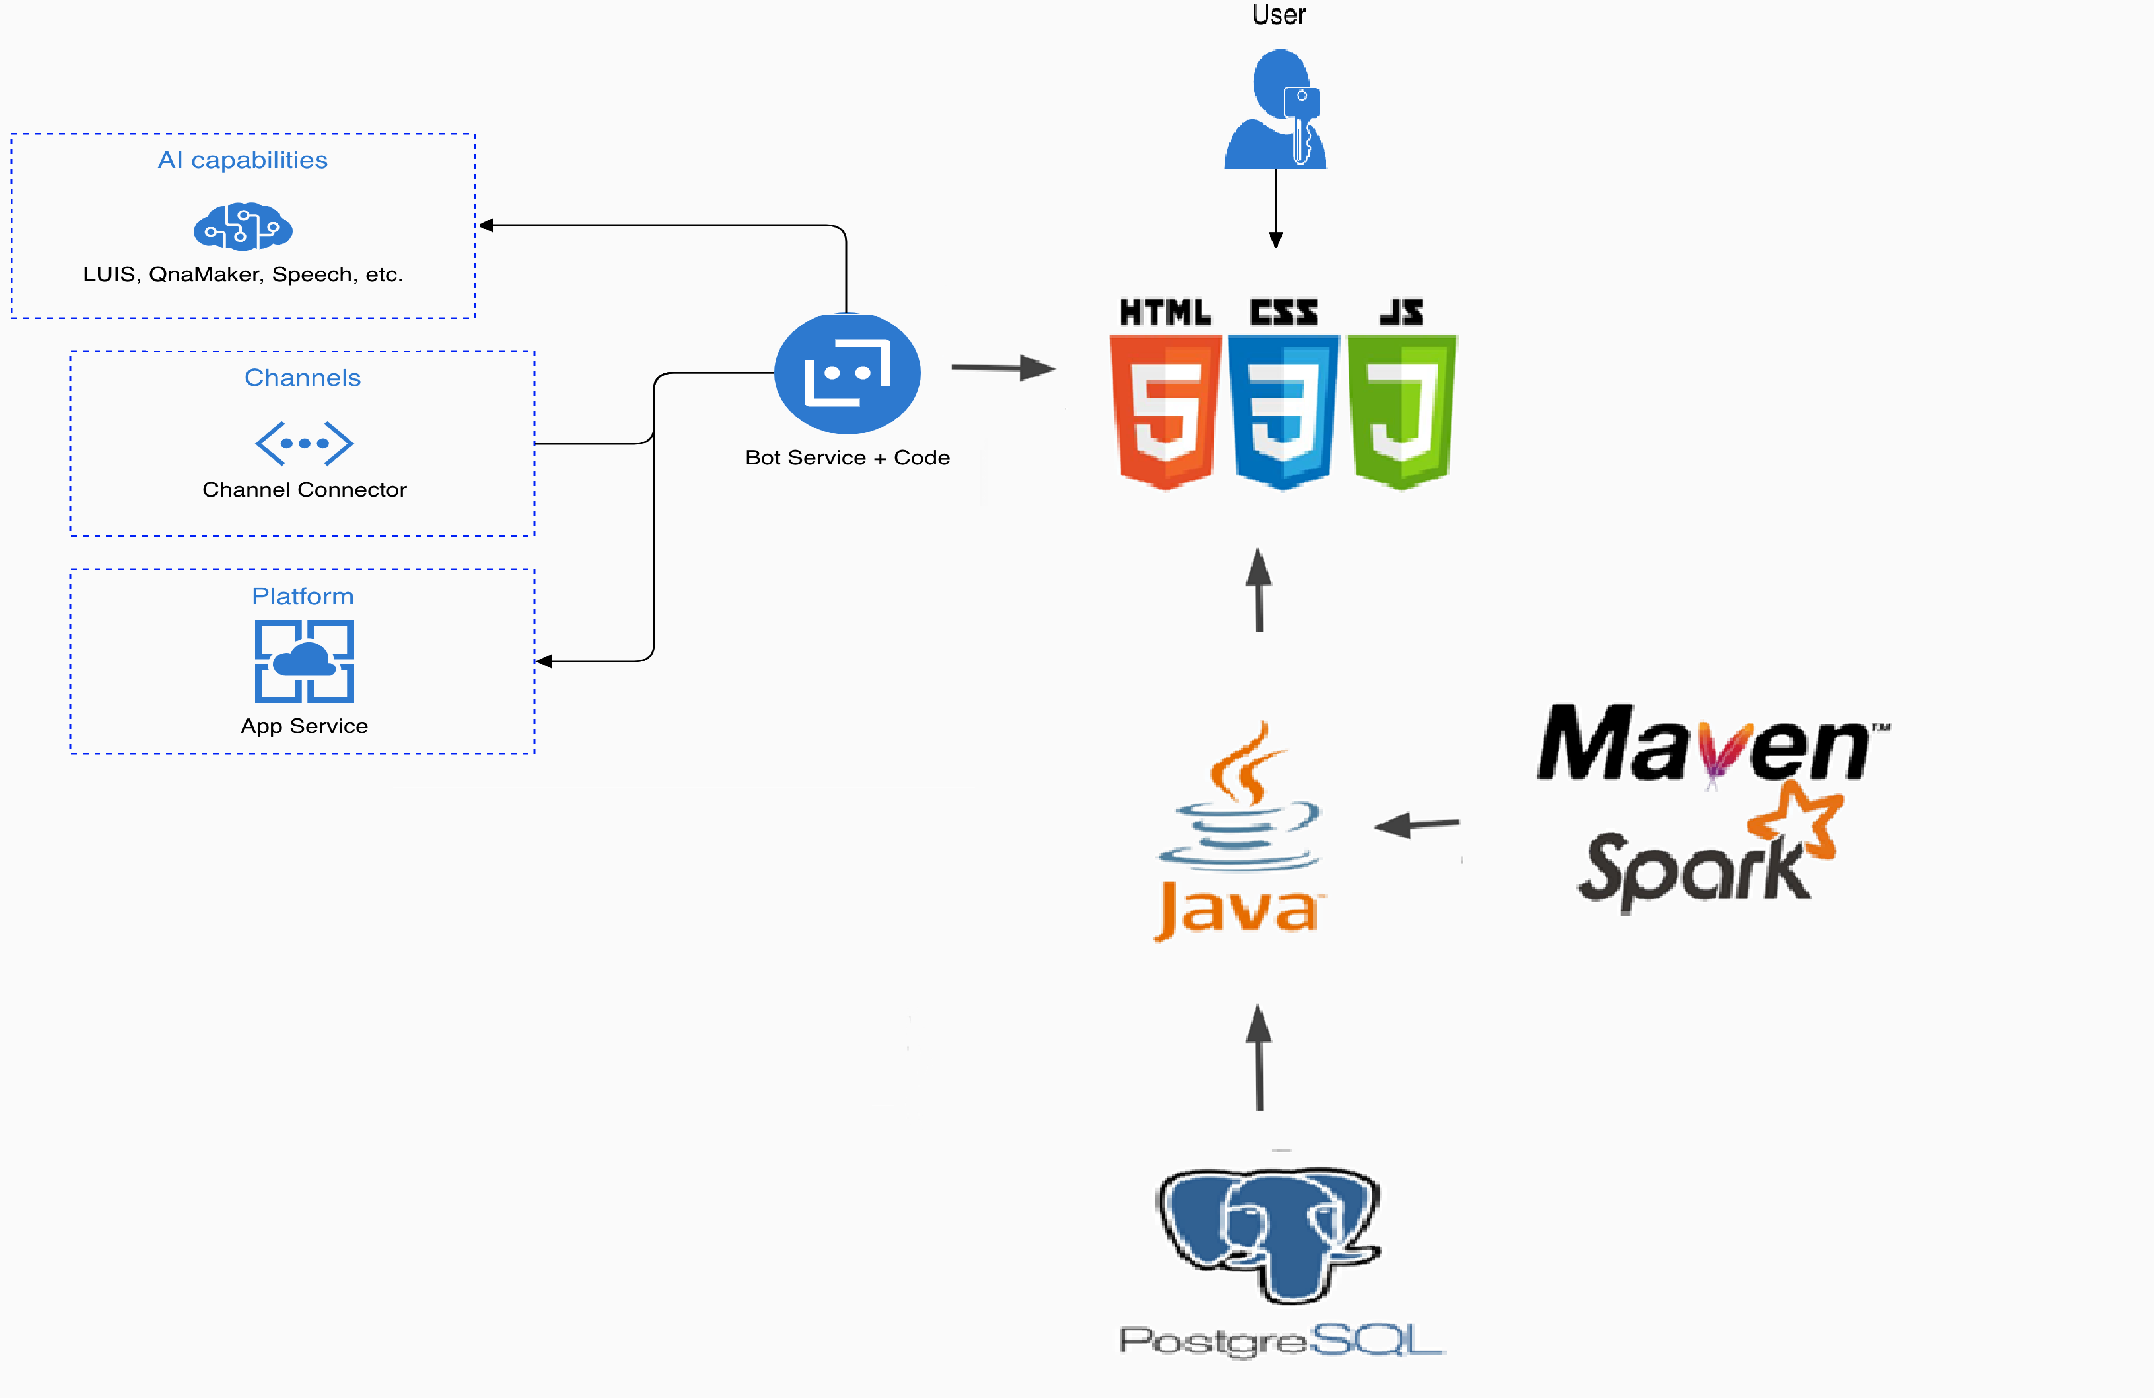 User
AI capabilities
LUIS, QnaMaker, Speech, etc.
HTML CSS JS
5 3 J
Channels
Channel Connector
Bot Service + Code
Platform
App Service
Maven™
Spark
Java™
PostgreSQL